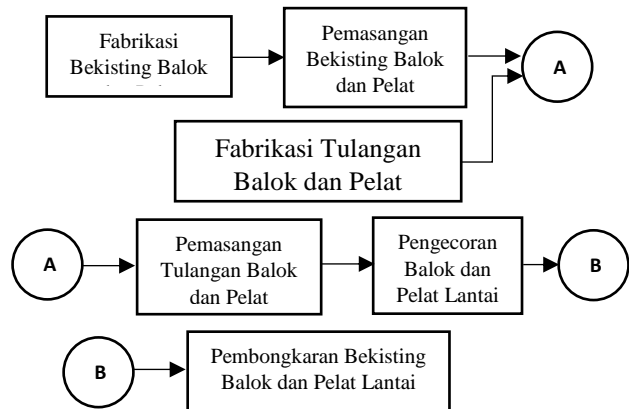 Fabrikasi
Bekisting Balok
Pemasangan
Bekisting Balok
dan Pelat
A
Fabrikasi Tulangan
Balok dan Pelat
A
Pemasangan
Tulangan Balok
dan Pelat
Pengecoran
Balok dan
Pelat Lantai
B
B
Pembongkaran Bekisting
Balok dan Pelat Lantai